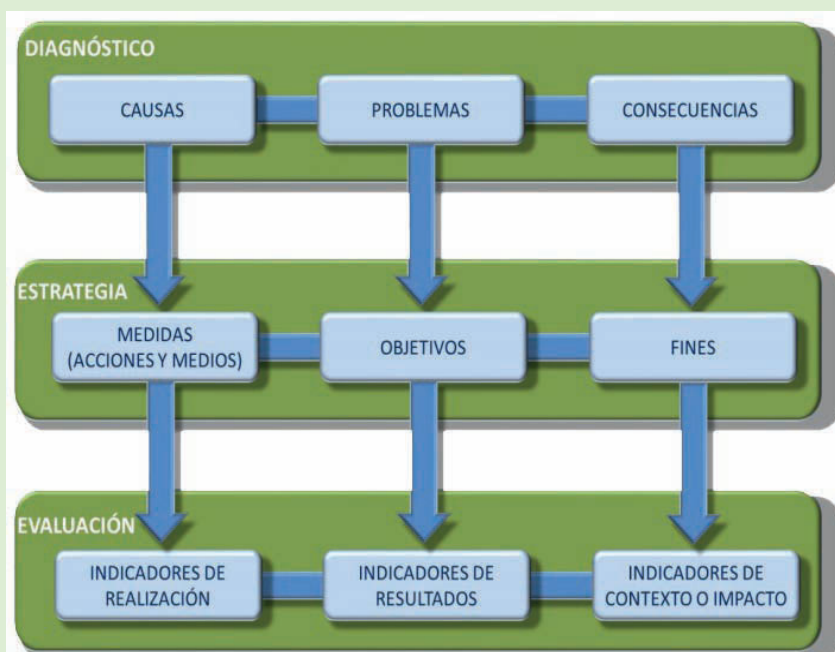 DIAGNÓSTICO
CAUSAS
PROBLEMAS
CONSECUENCIAS
ESTRATEGIA
MEDIDAS
(ACCIONES Y MEDIOS)
OBJETIVOS
FINES
EVALUACIÓN
INDICADORES DE
REALIZACIÓN
INDICADORES DE
RESULTADOS
INDICADORES DE
CONTEXTO O IMPACTO